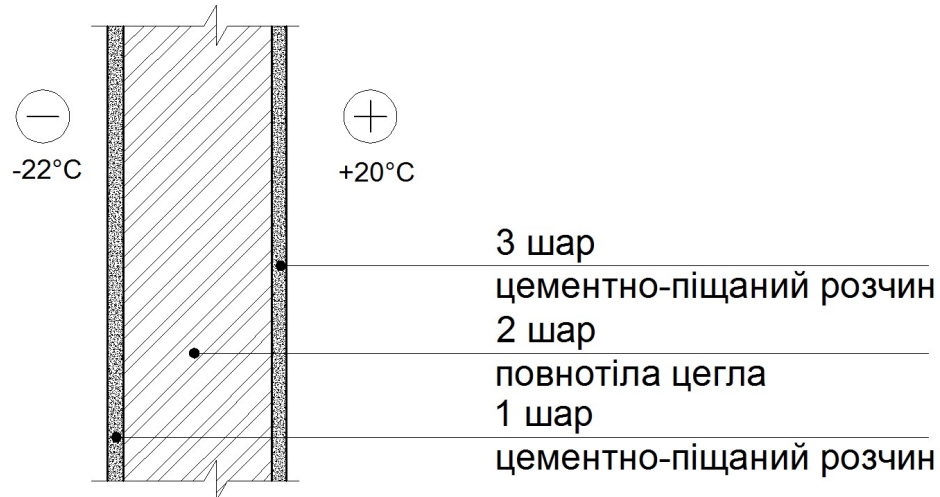 -22°C
+20°C
3 шар
цементно-піщаний розчин
2 шар
повнотіла цегла
1 шар
цементно-піщаний розчин